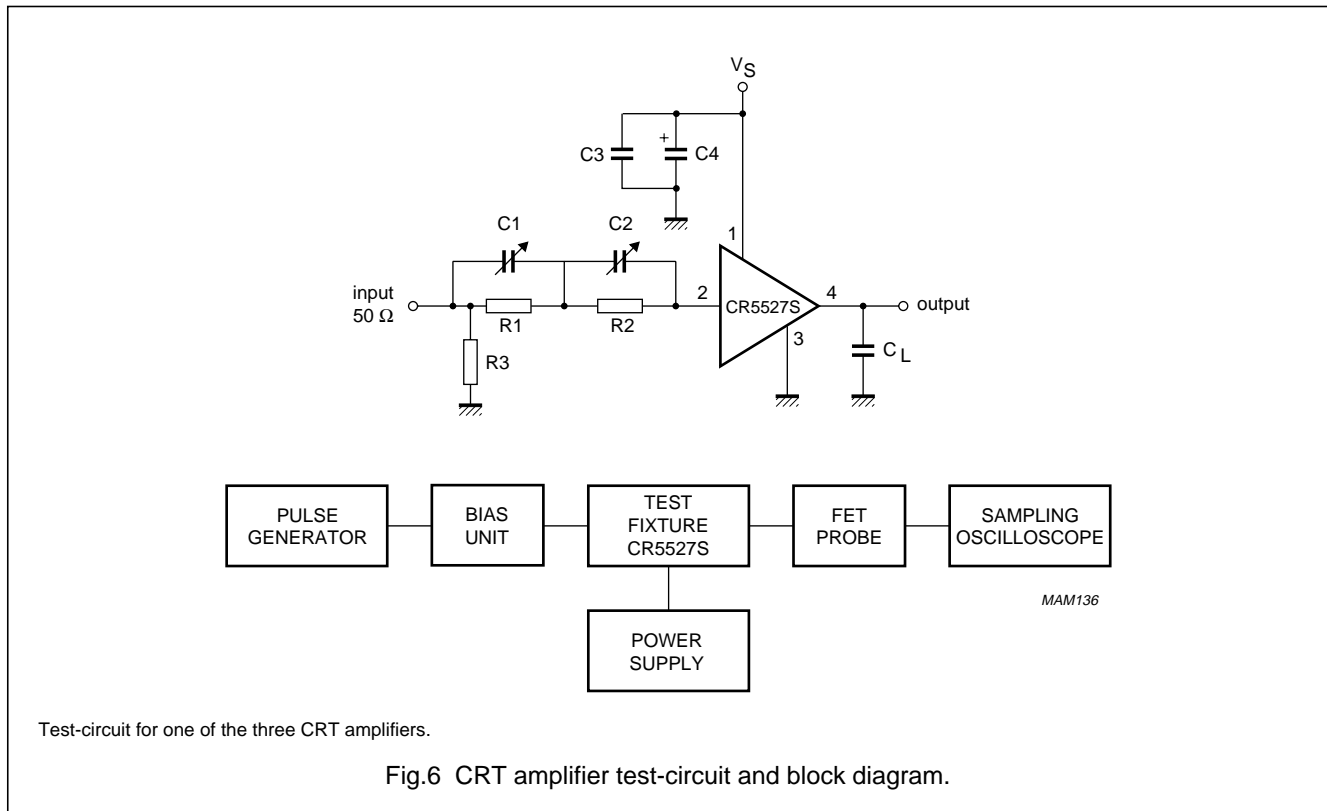 VS
C3
+
C4
C1
C2
1
input
50 Ω
R1
R2
2
CR5527S
4
output
3
R3
CL
PULSE
GENERATOR
BIAS
UNIT
TEST
FIXTURE
CR5527S
FET
PROBE
SAMPLING
OSCILLOSCOPE
MAM136
POWER
SUPPLY
Test-circuit for one of the three CRT amplifiers.
Fig.6 CRT amplifier test-circuit and block diagram.